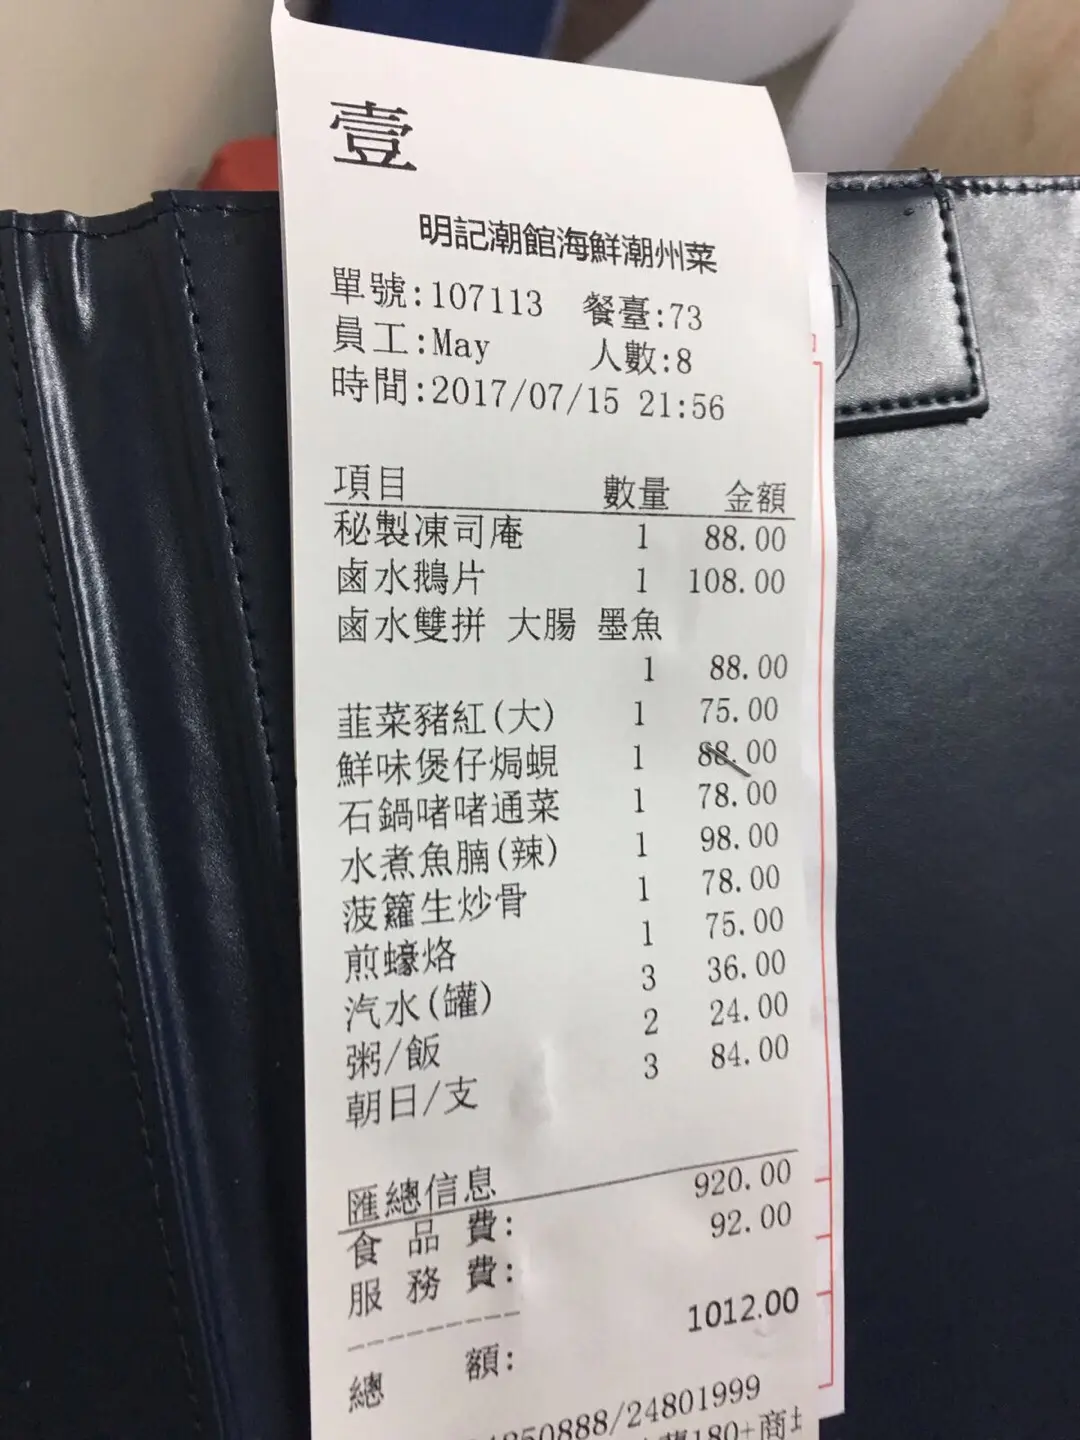 壹
明記潮館海鮮潮州菜
單號:107113 餐臺:73
員工:May 人數:8
時間:2017/07/15 21:56
項目 數量 金額
秘製凍司庵 1 88.00
鹵水鵝片 1 108.00
鹵水雙拼 大腸 墨魚
1 88.00
韮菜豬紅(大) 1 75.00
鮮味煲仔焗蜆 1 88.00
石鍋啫啫通菜 1 78.00
水煮魚腩(辣) 1 98.00
菠籮生炒骨 1 78.00
煎蠔烙 1 75.00
汽水(罐) 3 36.00
粥/飯 2 24.00
朝日/支 3 84.00
匯總信息
食品費: 920.00
服務費: 92.00
總額: 1012.00
50888/24801999
180+商